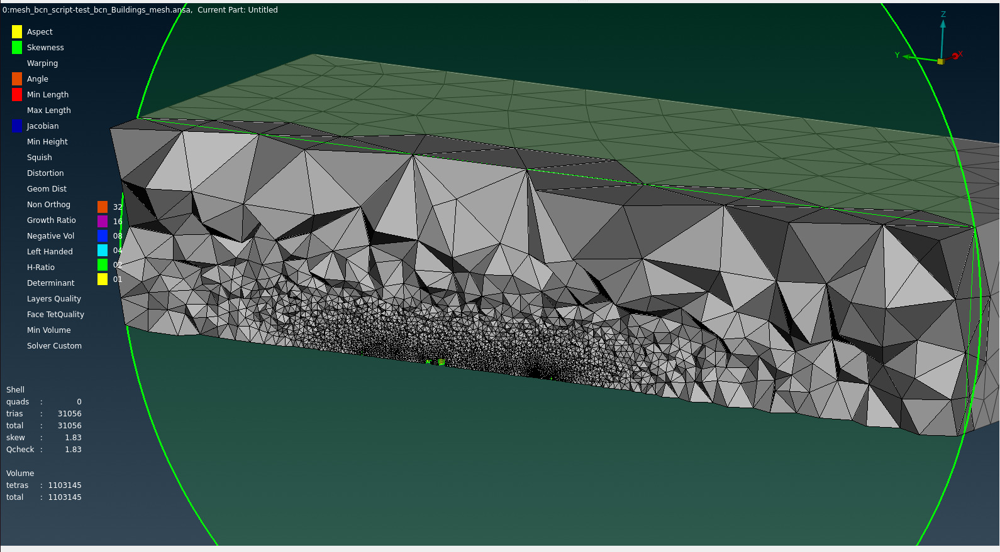 0:mesh_bcn_script-test_bcn_Buildings_mesh.ansa,  Current Part: Untitled
Aspect
Skewness
Warping
Angle
Min Length
Max Length
Jacobian
Min Height
Squish
Distortion
Geom Dist
Non Orthog
Growth Ratio
Negative Vol
Left Handed
H-Ratio
Determinant
Layers Quality
Face TetQuality
Min Volume
Solver Custom
32
16
08
04
02
01
Shell
quads : 0
trias : 31056
total : 31056
skew : 1.83
Qcheck : 1.83
Volume
tetras : 1103145
total : 1103145
Z
Y
X